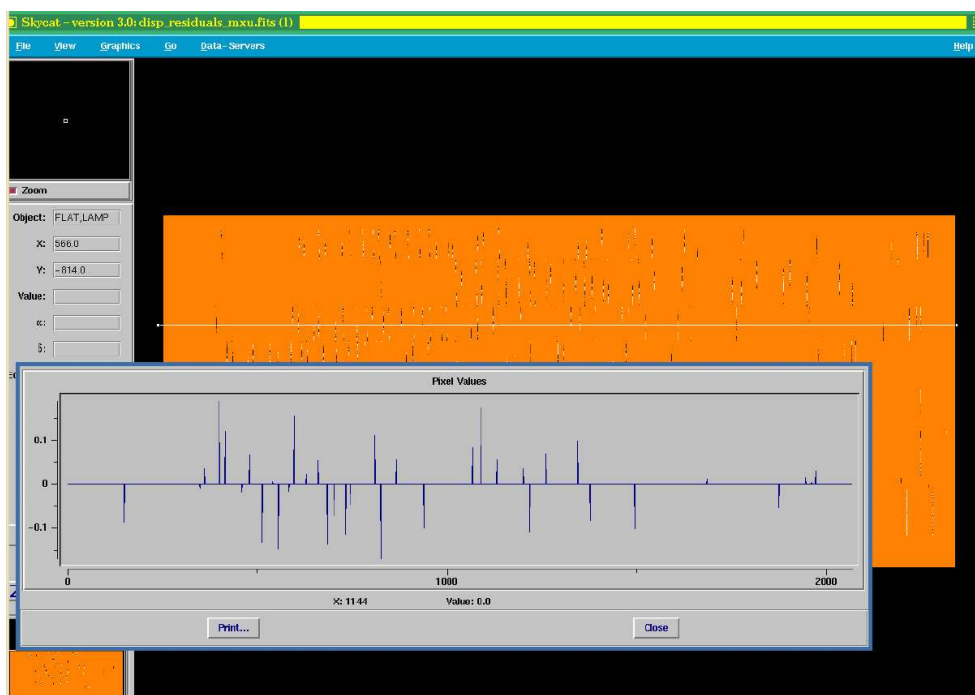 Skycat - version 3.0: disp_residuals_mxu.fits (1)
File View Graphics Go Data-Servers Help
Zoom
Object: FLAT,LAMP
X: 566.0
Y: -814.0
Value:
α:
δ:
Pixel Values
0.1
0
-0.1
0 1000 2000
X: 1144 Value: 0.0
Print... Close